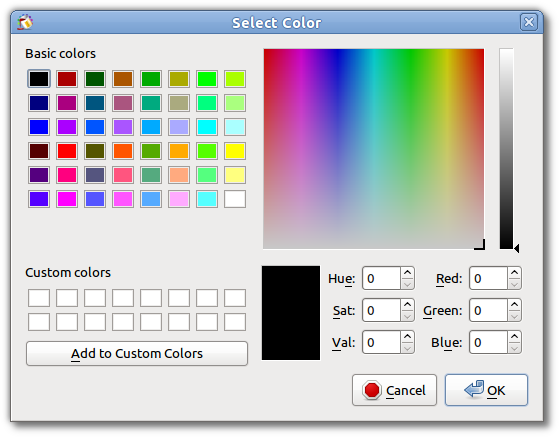 Select Color
Basic colors
Custom colors
Add to Custom Colors
Hue: 0 Red: 0
Sat: 0 Green: 0
Val: 0 Blue: 0
Cancel OK